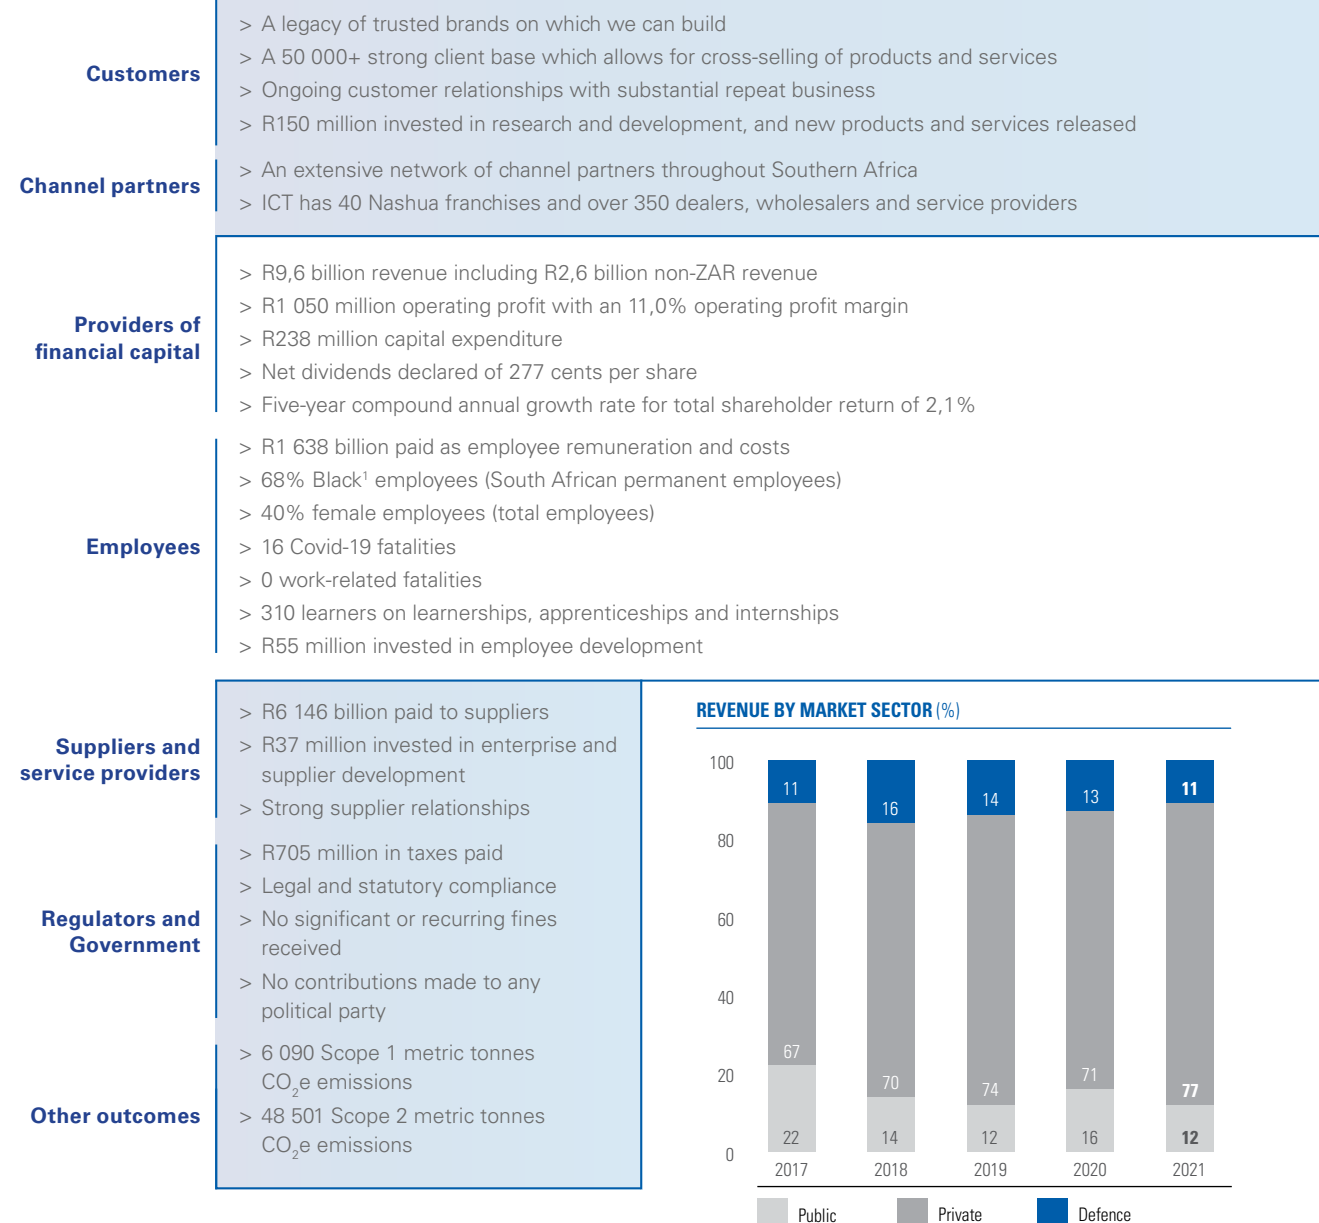 Customers
> A legacy of trusted brands on which we can build
> A 50 000+ strong client base which allows for cross-selling of products and services
> Ongoing customer relationships with substantial repeat business
> R150 million invested in research and development, and new products and services released
Channel partners
> An extensive network of channel partners throughout Southern Africa
> ICT has 40 Nashua franchises and over 350 dealers, wholesalers and service providers
Providers of
financial capital
> R9,6 billion revenue including R2,6 billion non-ZAR revenue
> R1 050 million operating profit with an 11,0% operating profit margin
> R238 million capital expenditure
> Net dividends declared of 277 cents per share
> Five-year compound annual growth rate for total shareholder return of 2,1%
Employees
> R1 638 billion paid as employee remuneration and costs
> 68% Black¹ employees (South African permanent employees)
> 40% female employees (total employees)
> 16 Covid-19 fatalities
> 0 work-related fatalities
> 310 learners on learnerships, apprenticeships and internships
> R55 million invested in employee development
Suppliers and
service providers
> R6 146 billion paid to suppliers
> R37 million invested in enterprise and
supplier development
> Strong supplier relationships
Regulators and
Government
> R705 million in taxes paid
> Legal and statutory compliance
> No significant or recurring fines
received
> No contributions made to any
political party
Other outcomes
> 6 090 Scope 1 metric tonnes
CO₂e emissions
> 48 501 Scope 2 metric tonnes
CO₂e emissions
REVENUE BY MARKET SECTOR (%)
100
80
60
40
20
0
11
16
14
13
11
67
70
74
71
77
22
14
12
16
12
2017
2018
2019
2020
2021
Public
Private
Defence